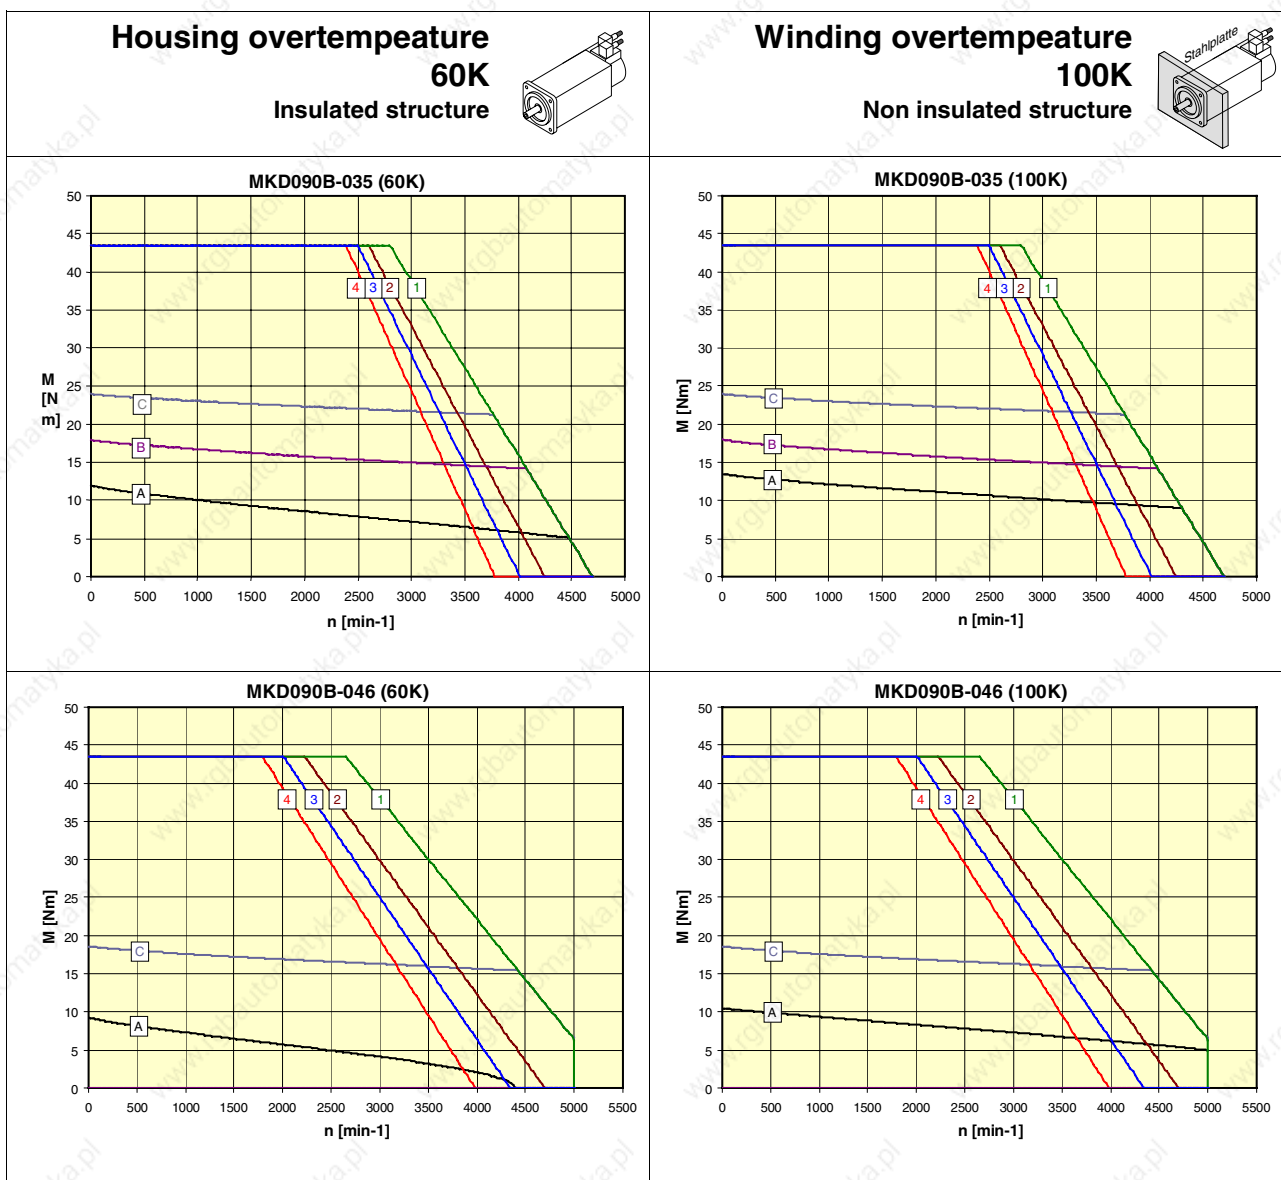 Housing overtempeature
60K
Insulated structure
Winding overtempeature
100K
Non insulated structure
Stahlplatte
MKD090B-035 (60K)
50
45
40
35
30
25
20
15
10
5
0
M
[N
m]
4 3 2 1
C
B
A
0 500 1000 1500 2000 2500 3000 3500 4000 4500 5000
n [min-1]
MKD090B-035 (100K)
50
45
40
35
30
25
20
15
10
5
0
M [Nm]
4 3 2 1
C
B
A
0 500 1000 1500 2000 2500 3000 3500 4000 4500 5000
n [min-1]
MKD090B-046 (60K)
50
45
40
35
30
25
20
15
10
5
0
M [Nm]
4 3 2 1
C
A
0 500 1000 1500 2000 2500 3000 3500 4000 4500 5000 5500
n [min-1]
MKD090B-046 (100K)
50
45
40
35
30
25
20
15
10
5
0
M [Nm]
4 3 2 1
C
A
0 500 1000 1500 2000 2500 3000 3500 4000 4500 5000 5500
n [min-1]
www.rgbautomatyka.pl